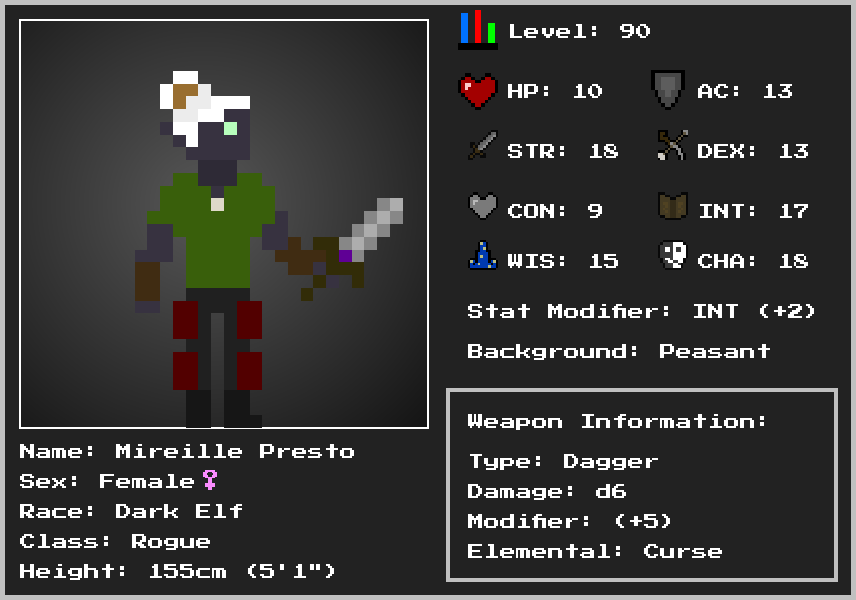 Level: 90
HP: 10 AC: 13
STR: 18 DEX: 13
CON: 9 INT: 17
WIS: 15 CHA: 18
Stat Modifier: INT (+2)
Background: Peasant
Weapon Information:
Type: Dagger
Damage: d6
Modifier: (+5)
Elemental: Curse
Name: Mireille Presto
Sex: Female♀
Race: Dark Elf
Class: Rogue
Height: 155cm (5'1")